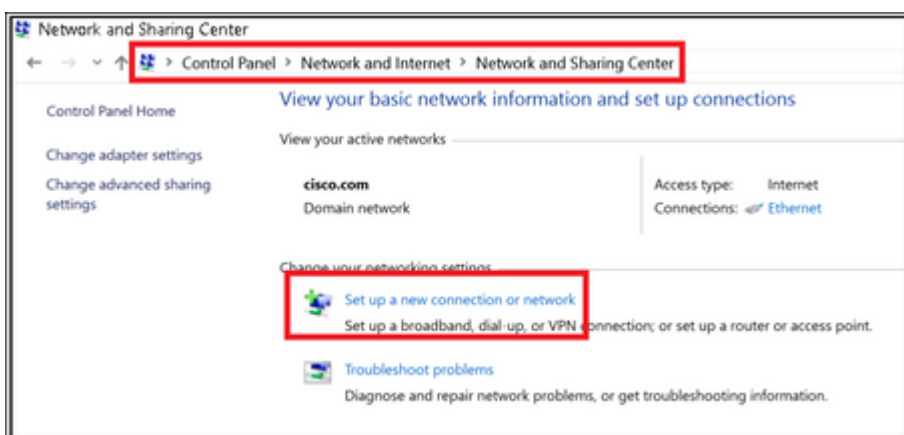 Network and Sharing Center
Control Panel > Network and Internet > Network and Sharing Center
Control Panel Home
Change adapter settings
Change advanced sharing
settings
View your basic network information and set up connections
View your active networks
cisco.com
Domain network
Access type: Internet
Connections: Ethernet
Change your networking settings
Set up a new connection or network
Set up a broadband, dial-up, or VPN connection; or set up a router or access point.
Troubleshoot problems
Diagnose and repair network problems, or get troubleshooting information.